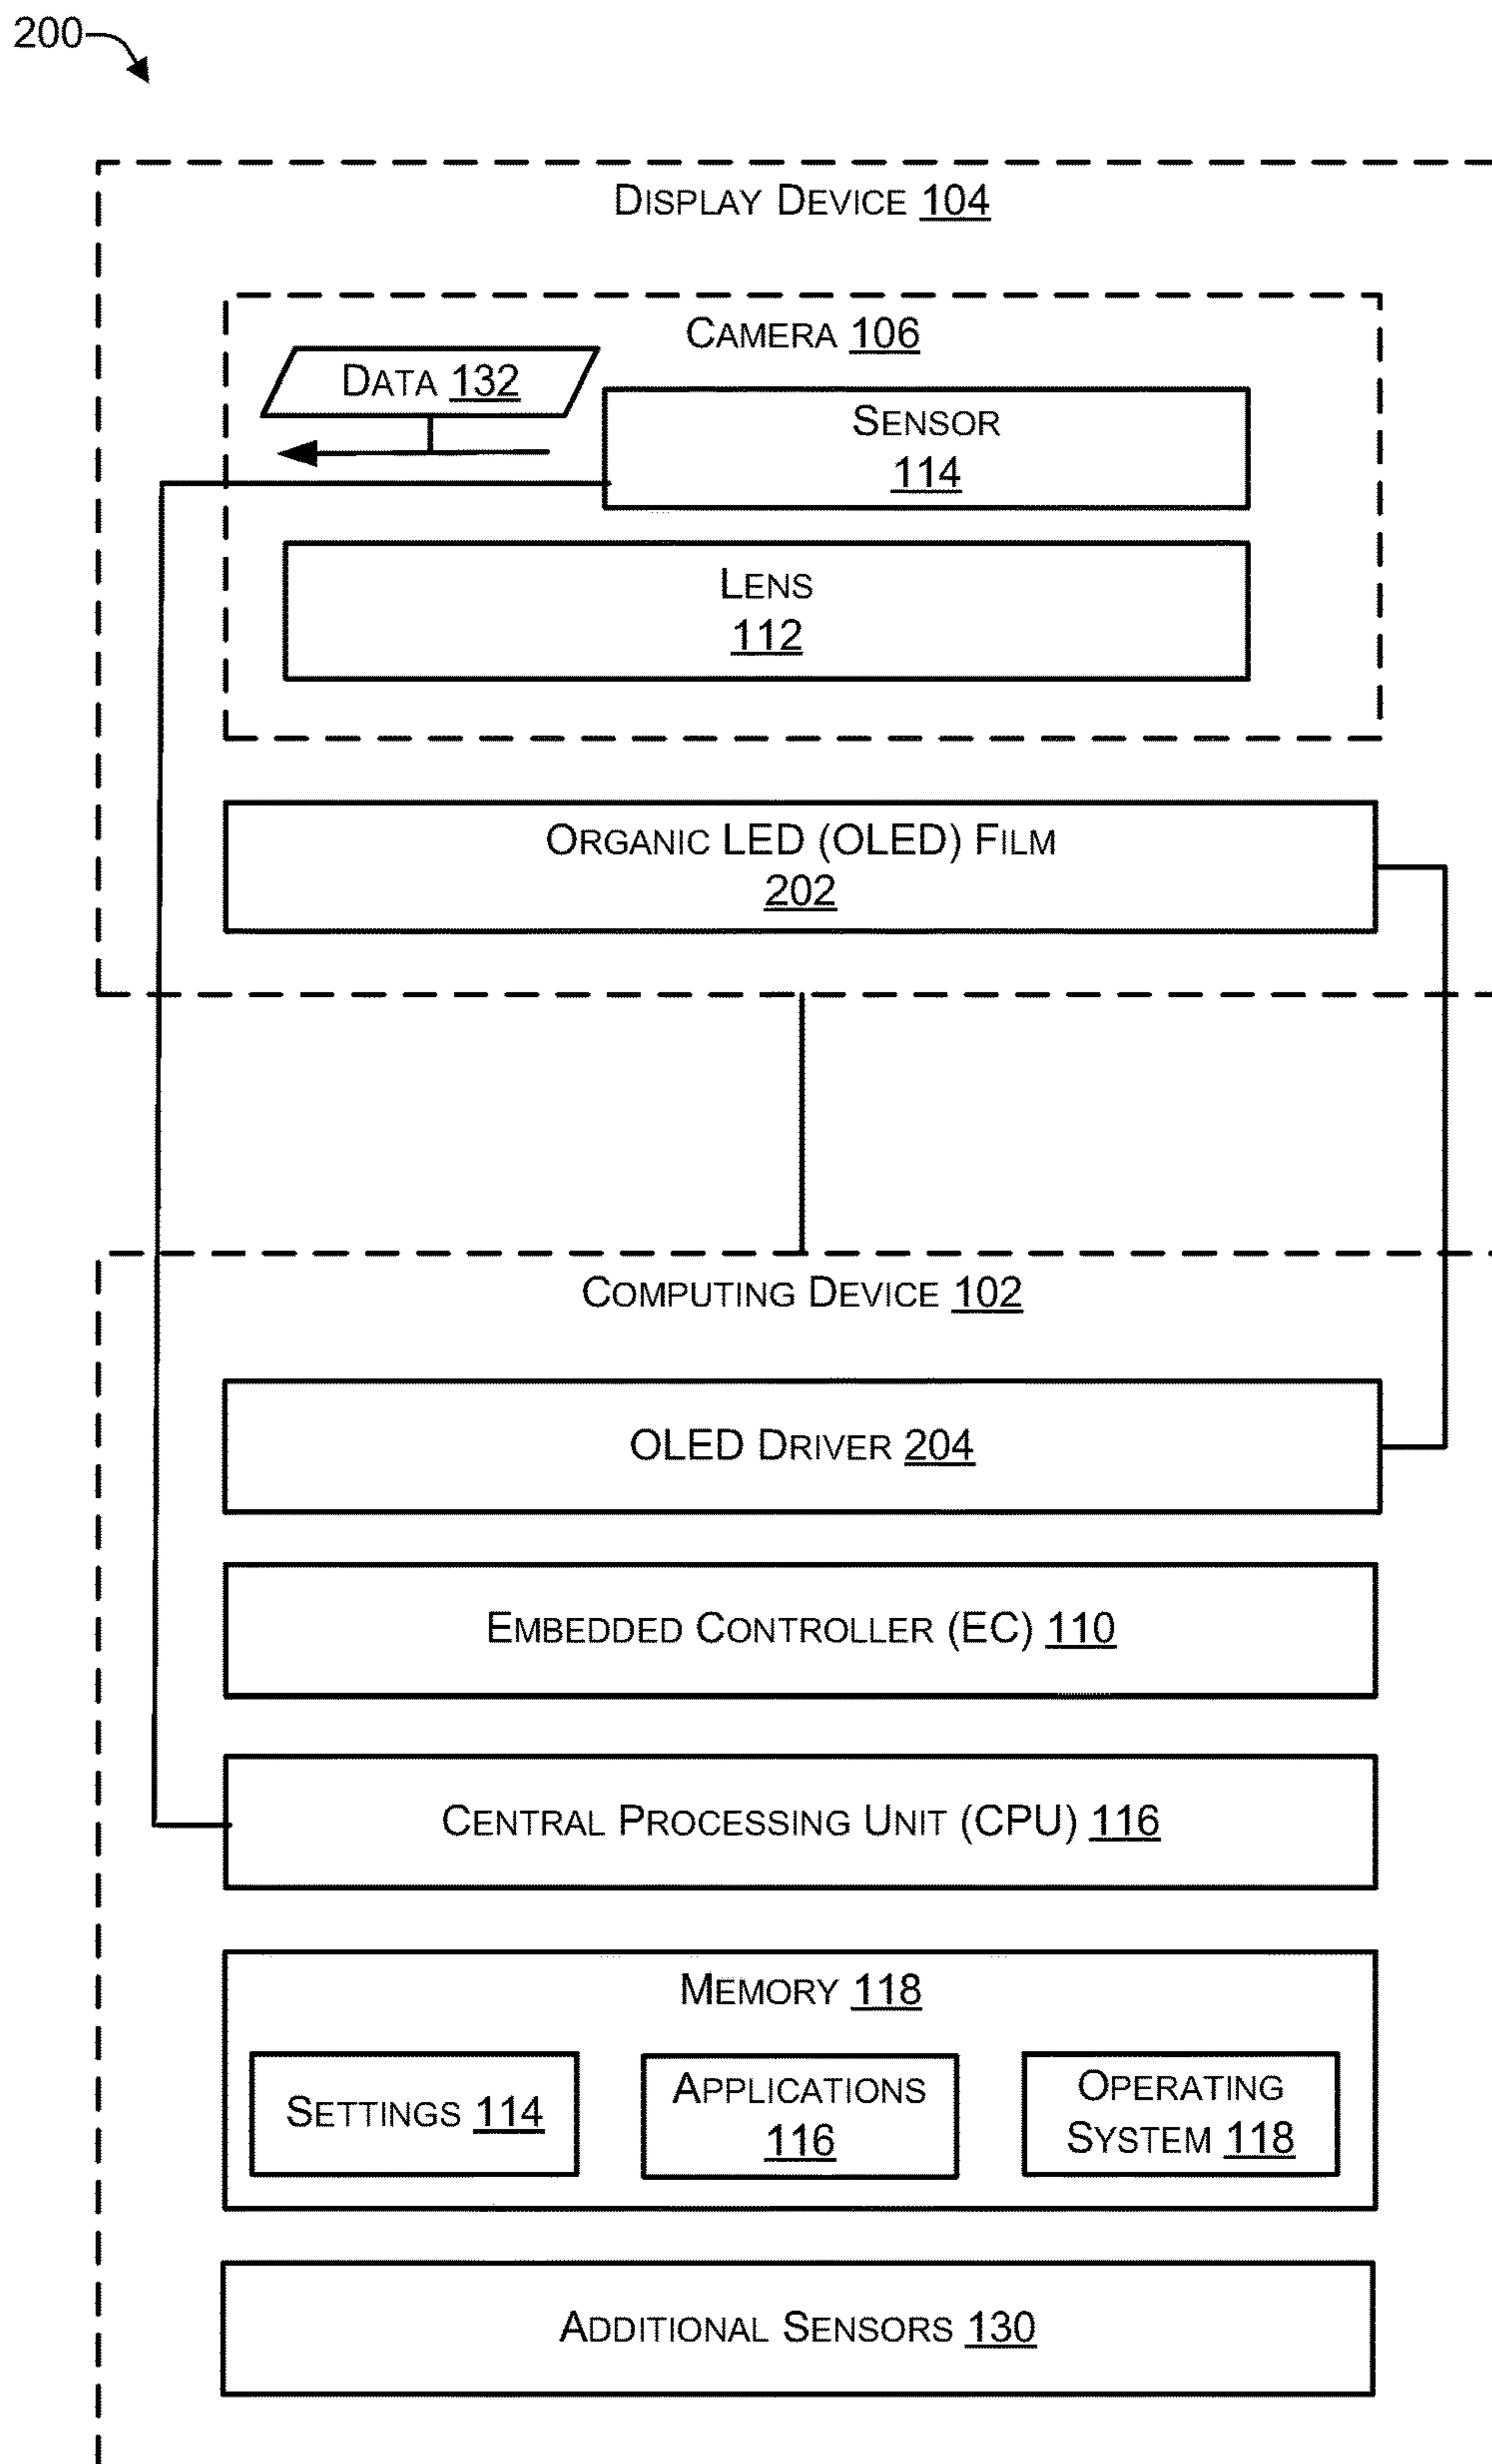 200
DISPLAY DEVICE 104
CAMERA 106
DATA 132
SENSOR
114
LENS
112
ORGANIC LED (OLED) FILM
202
COMPUTING DEVICE 102
OLED DRIVER 204
EMBEDDED CONTROLLER (EC) 110
CENTRAL PROCESSING UNIT (CPU) 116
MEMORY 118
SETTINGS 114
APPLICATIONS
116
OPERATING
SYSTEM 118
ADDITIONAL SENSORS 130